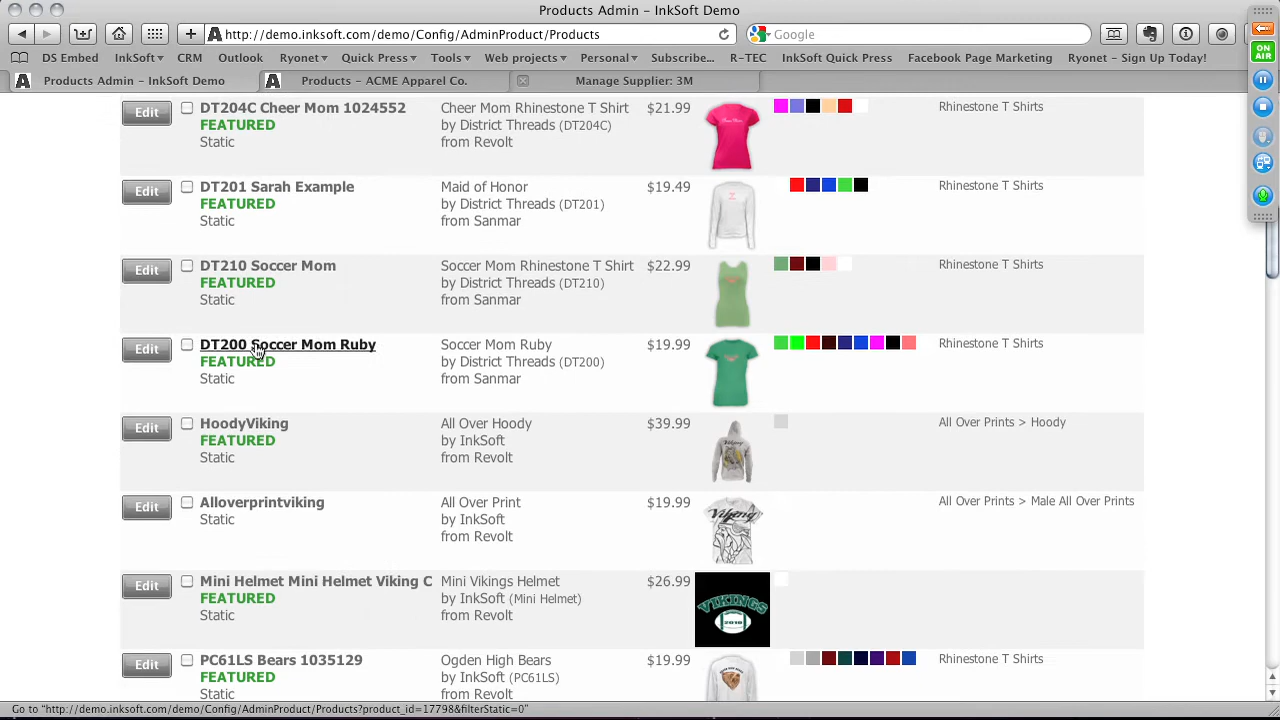 Products Admin - InkSoft Demo
http://demo.inksoft.com/demo/Config/AdminProduct/Products
Google
DS Embed InkSoft CRM Outlook Ryonet Quick Press Tools Web projects Personal Subscribe... R-TEC InkSoft Quick Press Facebook Page Marketing Ryonet - Sign Up Today!
Products Admin - InkSoft Demo Products - ACME Apparel Co. Manage Supplier: 3M
ON AIR
Edit DT204C Cheer Mom 1024552 Cheer Mom Rhinestone T Shirt $21.99 Rhinestone T Shirts
FEATURED by District Threads (DT204C)
Static from Revolt
Edit DT201 Sarah Example Maid of Honor $19.49 Rhinestone T Shirts
FEATURED by District Threads (DT201)
Static from Sanmar
Edit DT210 Soccer Mom Soccer Mom Rhinestone T Shirt $22.99 Rhinestone T Shirts
FEATURED by District Threads (DT210)
Static from Sanmar
Edit DT200 Soccer Mom Ruby Soccer Mom Ruby $19.99 Rhinestone T Shirts
FEATURED by District Threads (DT200)
Static from Sanmar
Edit HoodyViking All Over Hoody $39.99 All Over Prints > Hoody
FEATURED by InkSoft
Static from Revolt
Edit Alloverprintviking All Over Print $19.99 All Over Prints > Male All Over Prints
Static by InkSoft
from Revolt
Viking
Edit Mini Helmet Mini Helmet Viking C Mini Vikings Helmet $26.99
FEATURED by InkSoft (Mini Helmet)
Static from Revolt
VIKINGS
2010
Edit PC61LS Bears 1035129 Ogden High Bears $19.99 Rhinestone T Shirts
FEATURED by InkSoft (PC61LS)
Static from Revolt
Go to "http://demo.inksoft.com/demo/Config/AdminProduct/Products?product_id=17798&filterStatic=0"